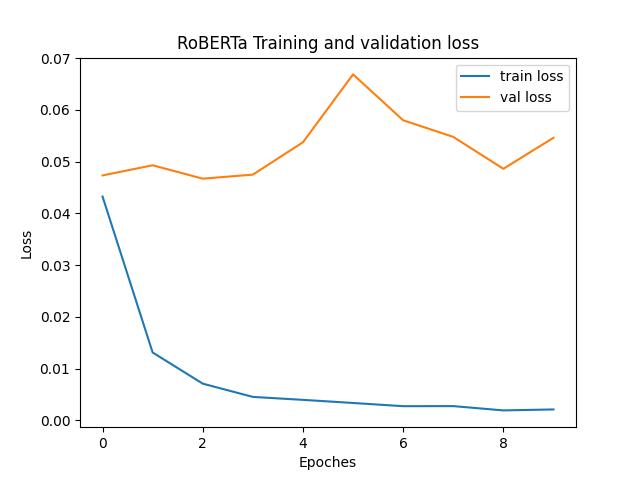 RoBERTa Training and validation loss
train loss
val loss
0.07
0.06
0.05
0.04
0.03
0.02
0.01
0.00
Loss
0 2 4 6 8
Epoches